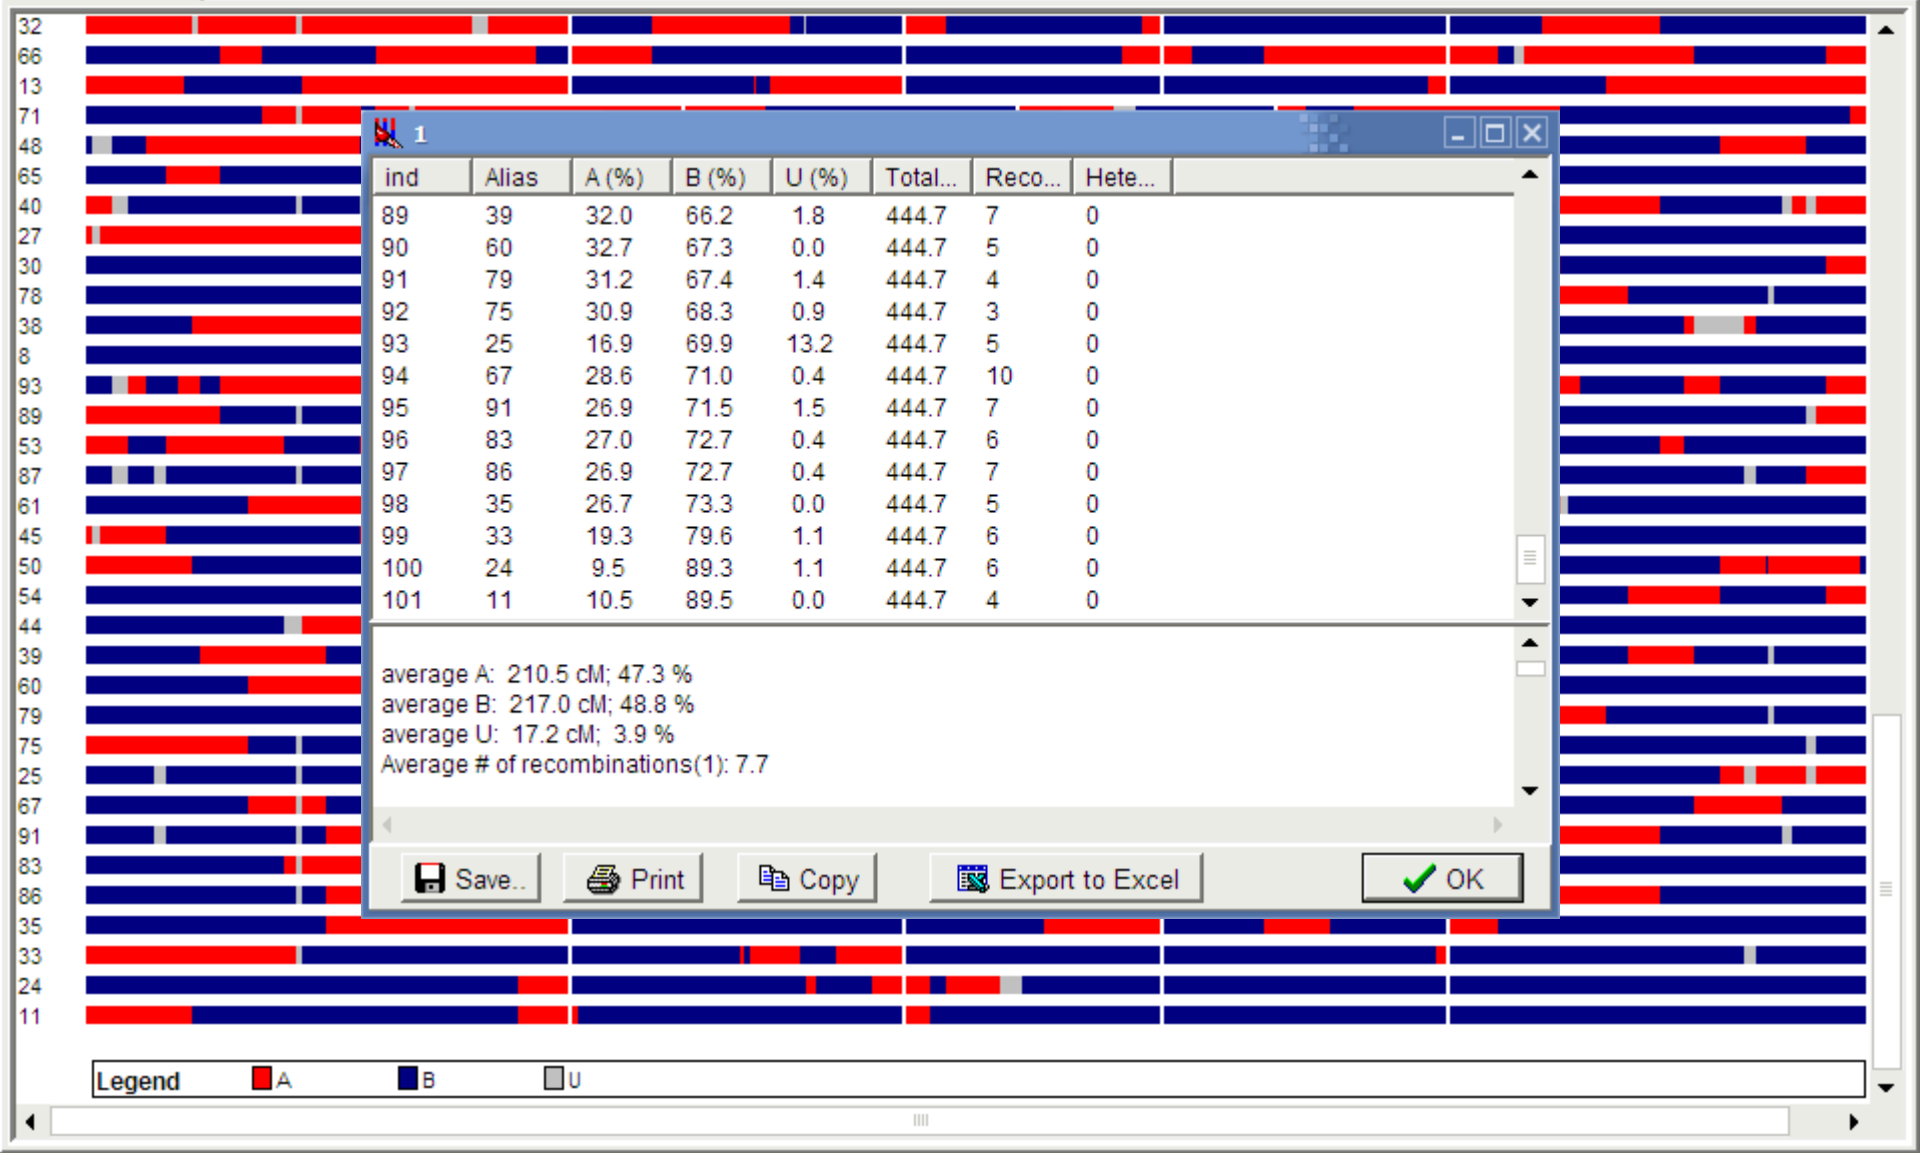 32
66
13
71
48
65
40
27
30
78
38
8
93
89
53
87
61
45
50
54
44
39
60
79
75
25
67
91
83
86
35
33
24
11
1
ind Alias A (%) B (%) U (%) Total... Reco... Hete...
89 39 32.0 66.2 1.8 444.7 7 0
90 60 32.7 67.3 0.0 444.7 5 0
91 79 31.2 67.4 1.4 444.7 4 0
92 75 30.9 68.3 0.9 444.7 3 0
93 25 16.9 69.9 13.2 444.7 5 0
94 67 28.6 71.0 0.4 444.7 10 0
95 91 26.9 71.5 1.5 444.7 7 0
96 83 27.0 72.7 0.4 444.7 6 0
97 86 26.9 72.7 0.4 444.7 7 0
98 35 26.7 73.3 0.0 444.7 5 0
99 33 19.3 79.6 1.1 444.7 6 0
100 24 9.5 89.3 1.1 444.7 6 0
101 11 10.5 89.5 0.0 444.7 4 0
average A: 210.5 cM; 47.3 %
average B: 217.0 cM; 48.8 %
average U: 17.2 cM; 3.9 %
Average # of recombinations(1): 7.7
Save.. Print Copy Export to Excel OK
Legend A B U